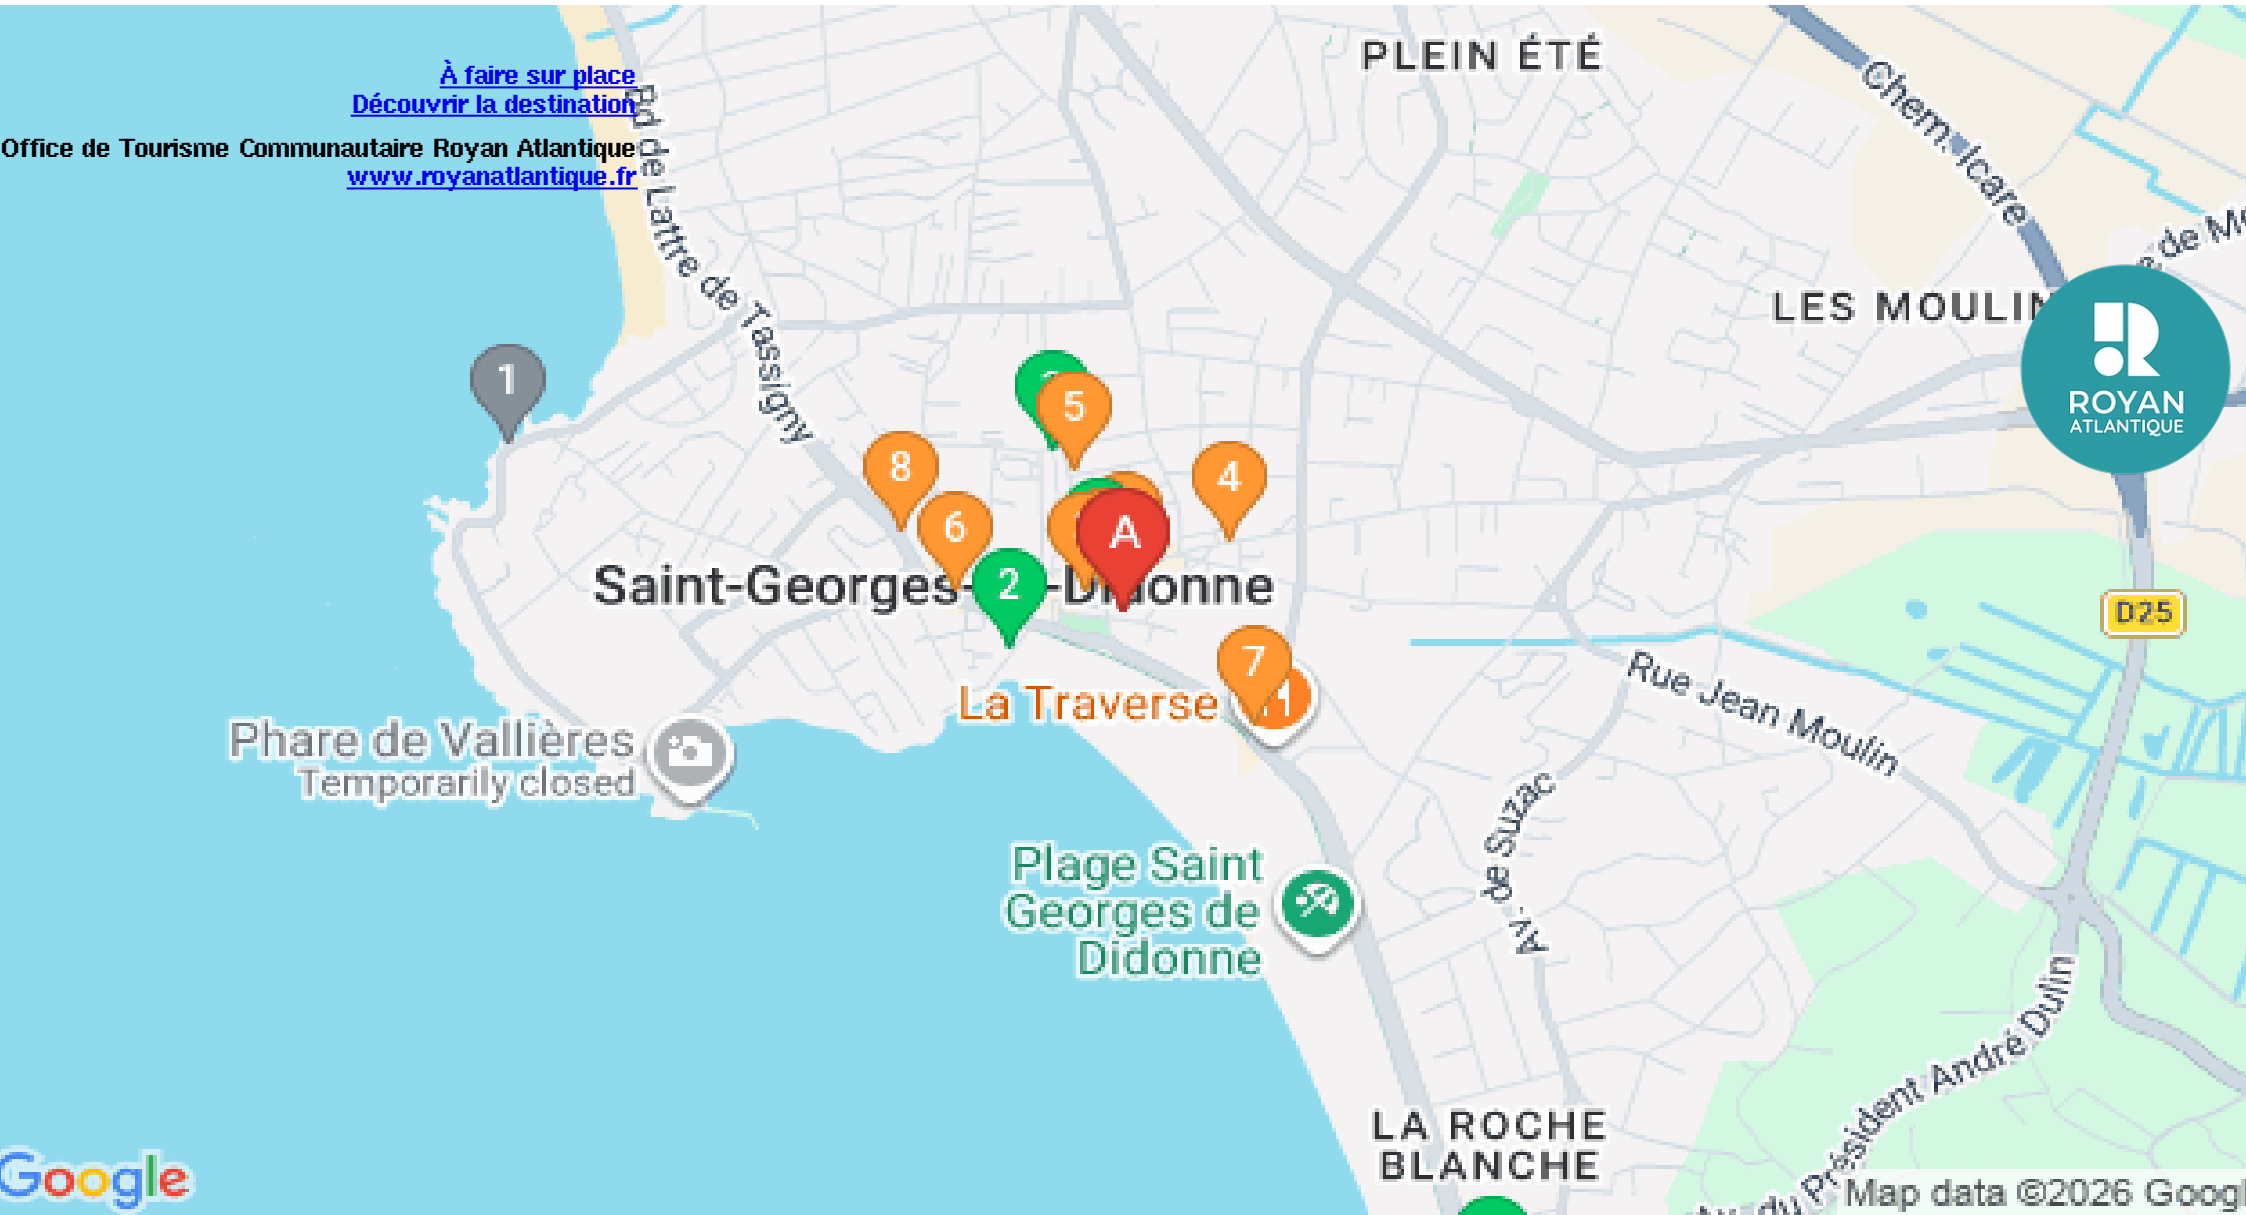 PLEIN ÉTÉ
À faire sur place
Découvrir la destination
Office de Tourisme Communautaire Royan Atlantique
www.royanatlantique.fr
Bd de Lattre de Tassigny
Chem. Icare
de
LES MOULIN
ROYAN
ATLANTIQUE
1
5
8
4
6
A
2
Saint-Georges-
-Didonne
D25
7
La Traverse
Rue Jean Moulin
Phare de Vallières
Temporarily closed
Av. de Suzac
Plage Saint
Georges de
Didonne
LA ROCHE
BLANCHE
du Président André Dulin
Google
Map data ©2026 Googl